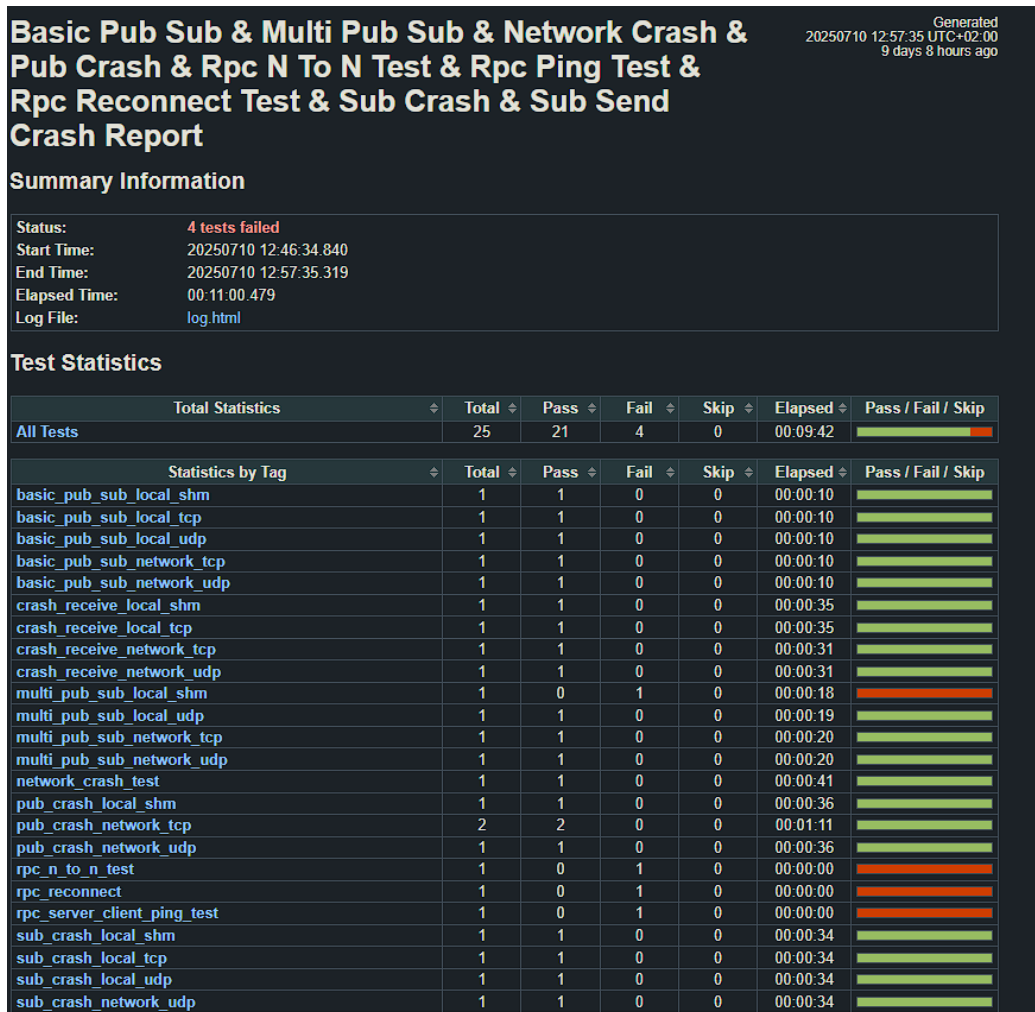 Basic Pub Sub & Multi Pub Sub & Network Crash &
Pub Crash & Rpc N To N Test & Rpc Ping Test &
Rpc Reconnect Test & Sub Crash & Sub Send
Crash Report
Generated
20250710 12:57:35 UTC+02:00
9 days 8 hours ago
Summary Information
Status: 4 tests failed
Start Time: 20250710 12:46:34.840
End Time: 20250710 12:57:35.319
Elapsed Time: 00:11:00.479
Log File: log.html
Test Statistics
Total Statistics Total Pass Fail Skip Elapsed Pass / Fail / Skip
All Tests 25 21 4 0 00:09:42
Statistics by Tag Total Pass Fail Skip Elapsed Pass / Fail / Skip
basic_pub_sub_local_shm 1 1 0 0 00:00:10
basic_pub_sub_local_tcp 1 1 0 0 00:00:10
basic_pub_sub_local_udp 1 1 0 0 00:00:10
basic_pub_sub_network_tcp 1 1 0 0 00:00:10
basic_pub_sub_network_udp 1 1 0 0 00:00:10
crash_receive_local_shm 1 1 0 0 00:00:35
crash_receive_local_tcp 1 1 0 0 00:00:35
crash_receive_network_tcp 1 1 0 0 00:00:31
crash_receive_network_udp 1 1 0 0 00:00:31
multi_pub_sub_local_shm 1 0 1 0 00:00:18
multi_pub_sub_local_udp 1 1 0 0 00:00:19
multi_pub_sub_network_tcp 1 1 0 0 00:00:20
multi_pub_sub_network_udp 1 1 0 0 00:00:20
network_crash_test 1 1 0 0 00:00:41
pub_crash_local_shm 1 1 0 0 00:00:36
pub_crash_network_tcp 2 2 0 0 00:01:11
pub_crash_network_udp 1 1 0 0 00:00:36
rpc_n_to_n_test 1 0 1 0 00:00:00
rpc_reconnect 1 0 1 0 00:00:00
rpc_server_client_ping_test 1 0 1 0 00:00:00
sub_crash_local_shm 1 1 0 0 00:00:34
sub_crash_local_tcp 1 1 0 0 00:00:34
sub_crash_local_udp 1 1 0 0 00:00:34
sub_crash_network_udp 1 1 0 0 00:00:34